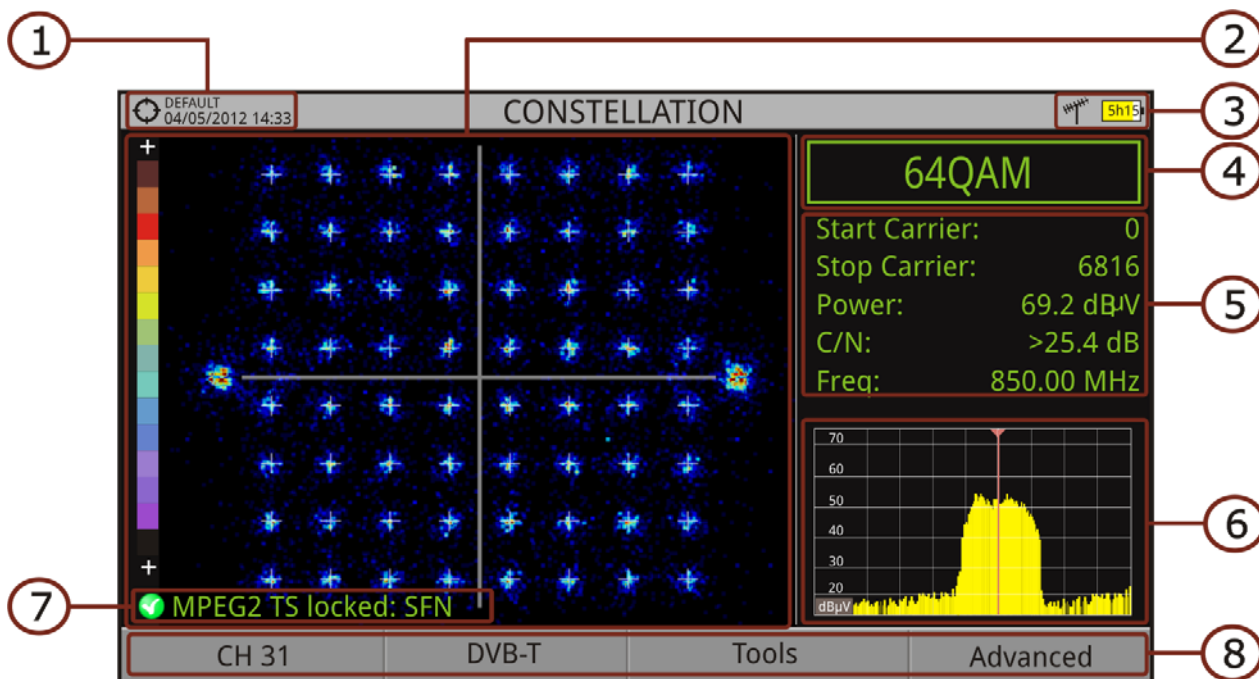 1
2
DEFAULT
04/05/2012 14:33
CONSTELLATION
5h15
3
+
64QAM
4
Start Carrier: 0
Stop Carrier: 6816
Power: 69.2 dBµV
C/N: >25.4 dB
Freq: 850.00 MHz
5
70
60
50
40
30
20
dBµV
6
+
7
MPEG2 TS locked: SFN
CH 31 DVB-T Tools Advanced
8